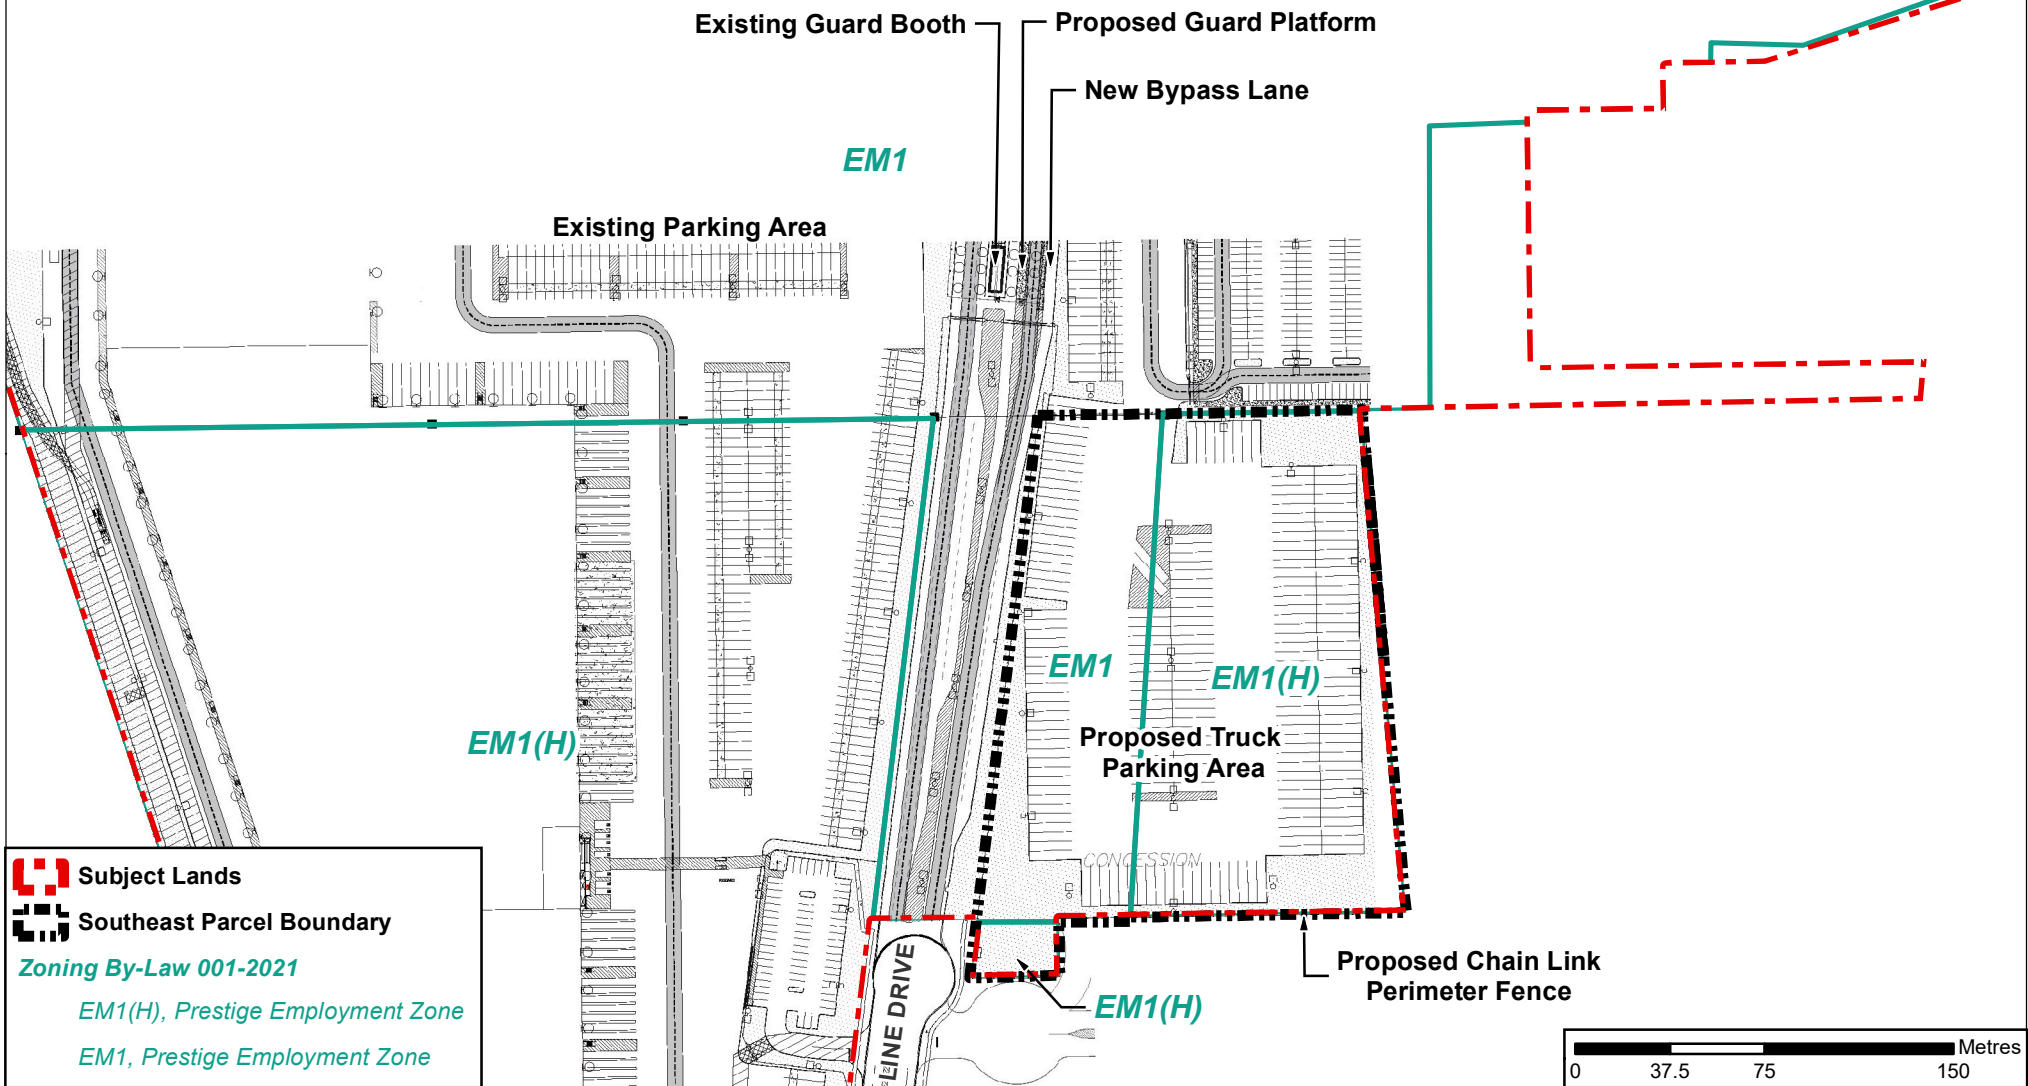 Existing Guard Booth
Proposed Guard Platform
New Bypass Lane
EM1
Existing Parking Area
EM1
EM1(H)
EM1(H)
Proposed Truck
Parking Area
CONCESSION
Subject Lands
Southeast Parcel Boundary
Zoning By-Law 001-2021
EM1(H), Prestige Employment Zone
EM1, Prestige Employment Zone
LINE DRIVE
EM1(H)
Proposed Chain Link
Perimeter Fence
Metres
0 37.5 75 150